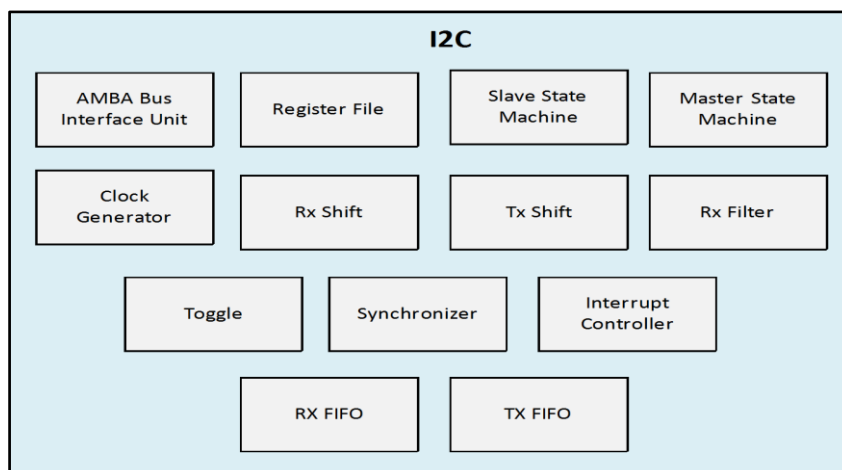 I2C
AMBA Bus
Interface Unit
Register File
Slave State
Machine
Master State
Machine
Clock
Generator
Rx Shift
Tx Shift
Rx Filter
Toggle
Synchronizer
Interrupt
Controller
RX FIFO
TX FIFO